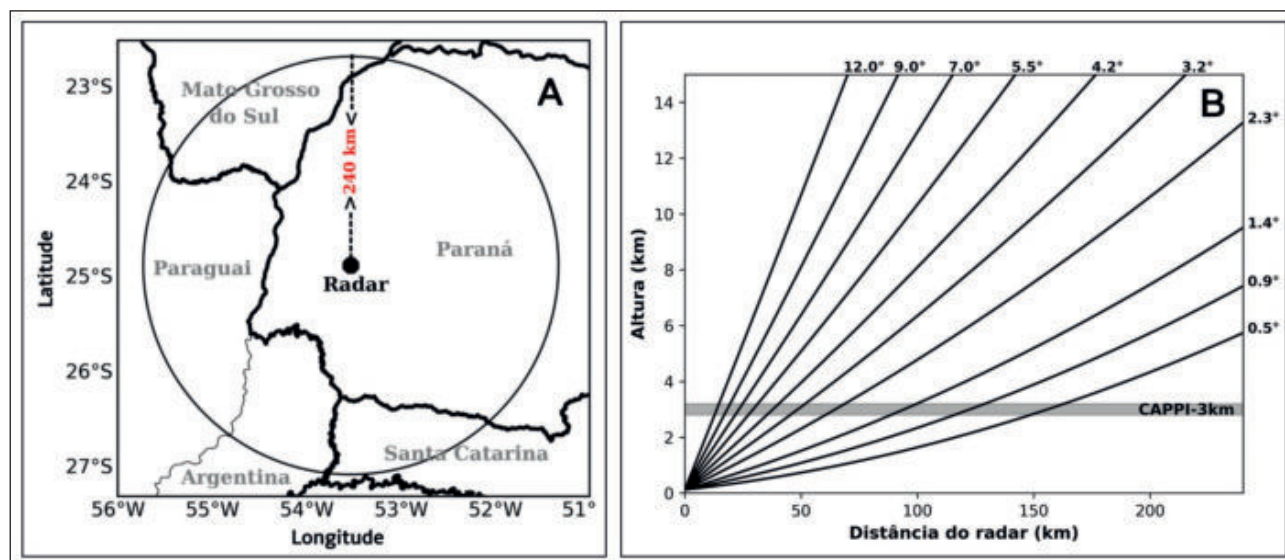 A
23°S
24°S
25°S
26°S
27°S
Latitude
56°W
55°W
54°W
53°W
52°W
51°
Longitude
Mato Grosso
do Sul
240 km
Paraná
Paraguai
Radar
Santa Catarina
Argentina
B
12.0°
9.0°
7.0°
5.5°
4.2°
3.2°
2.3°
1.4°
0.9°
0.5°
14
12
10
8
6
4
2
0
Altura (km)
CAPPI-3km
0
50
100
150
200
Distância do radar (km)